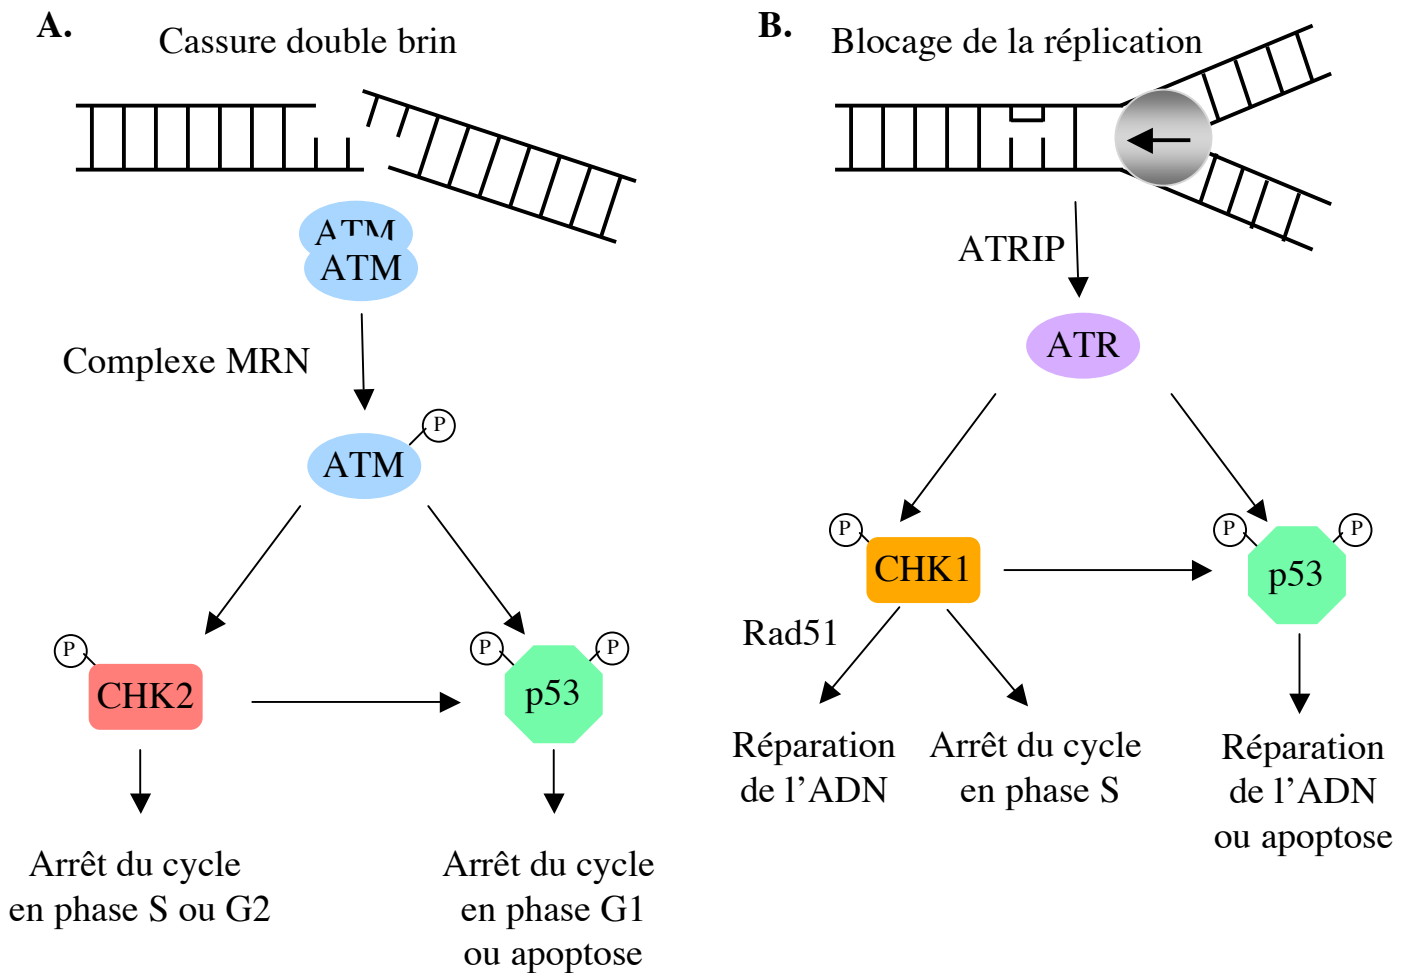 A.
Cassure double brin
ATM
ATM
Complexe MRN
P
ATM
P
CHK2
P
P
p53
Arrêt du cycle
en phase S ou G2
Arrêt du cycle
en phase G1
ou apoptose
B.
Blocage de la réplication
ATRIP
ATR
P
CHK1
P
P
p53
Rad51
Réparation
de l’ADN
Arrêt du cycle
en phase S
Réparation
de l’ADN
ou apoptose